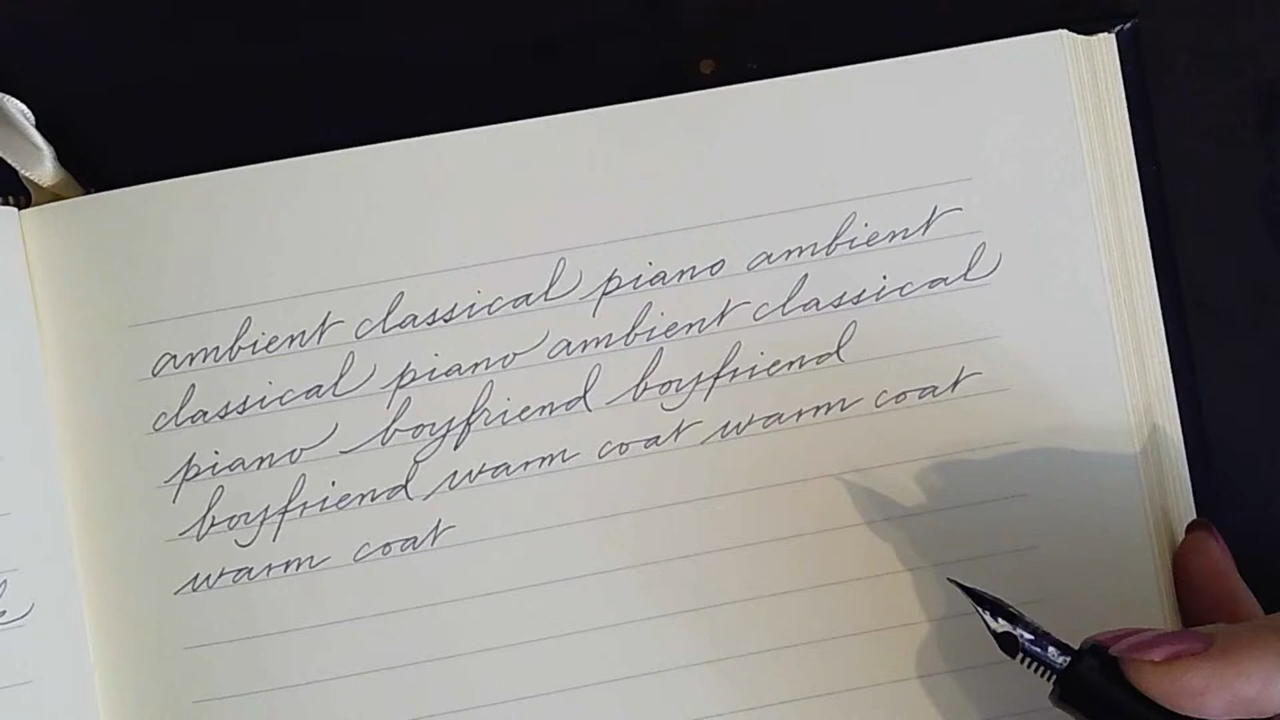 ambient classical piano ambient
classical piano ambient classical
piano boyfriend boyfriend
boyfriend warm coat warm coat
warm coat